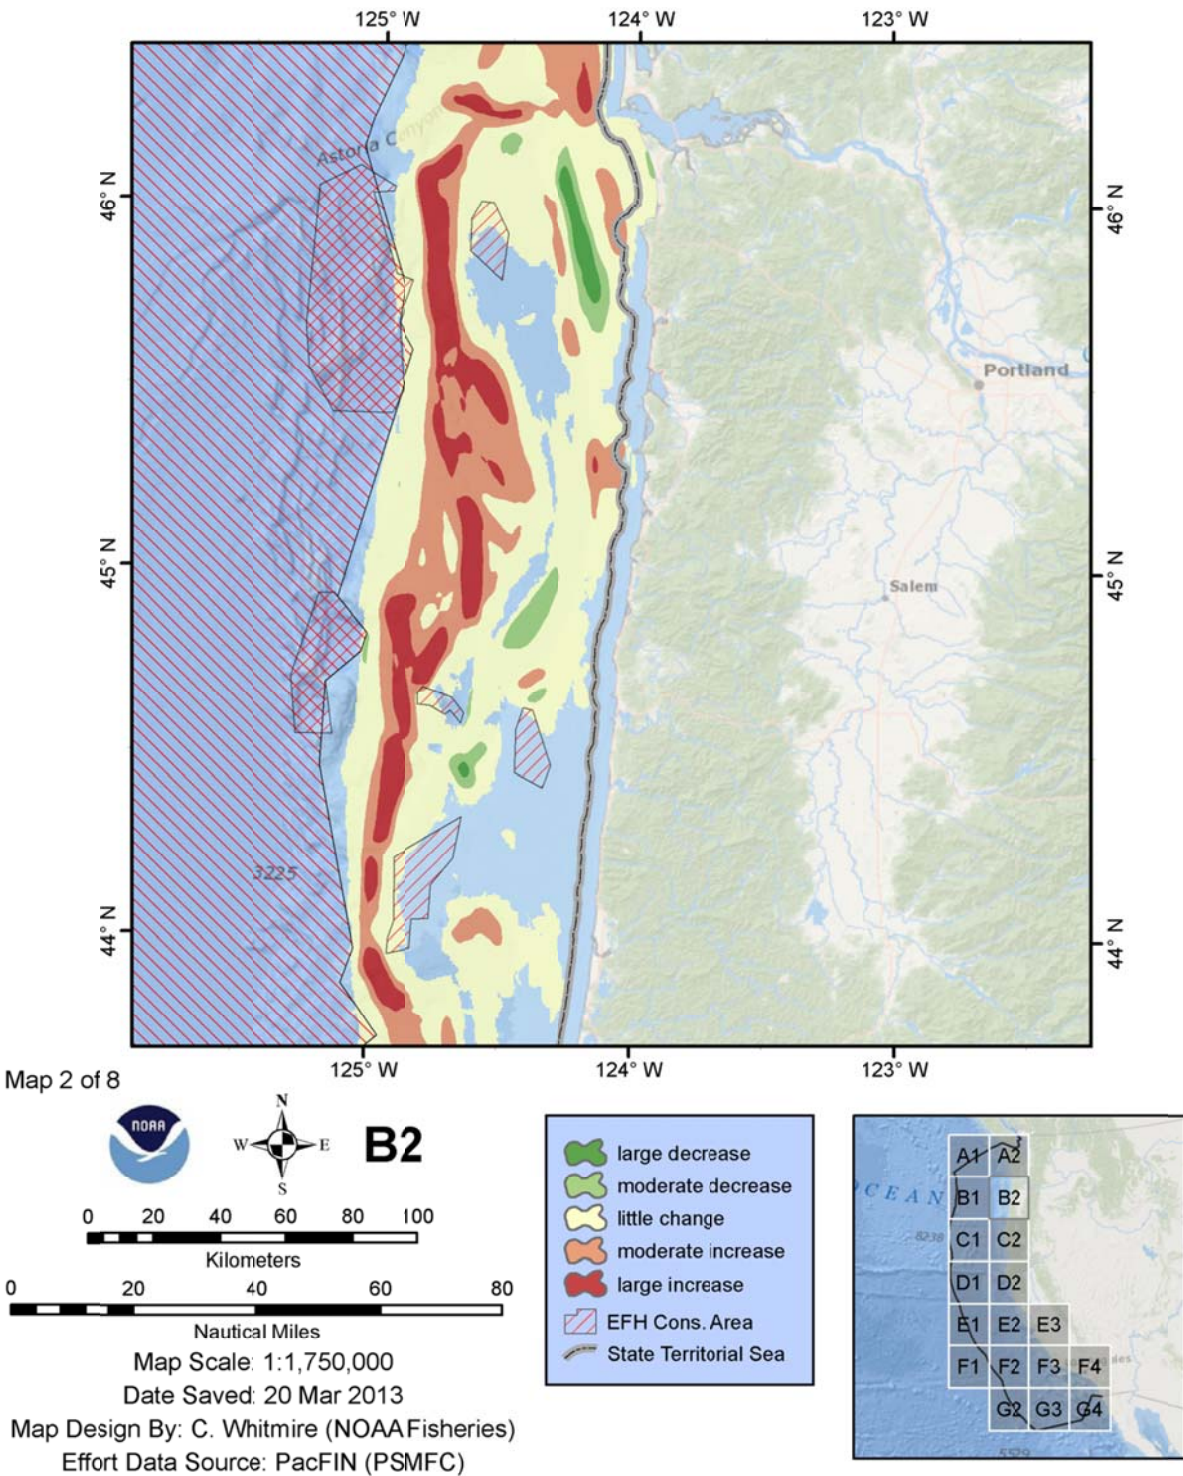 125° W 124° W 123° W
Astoria Canyon
46° N 46° N
Portland
45° N 45° N
Salem
3225
44° N 44° N
125° W 124° W 123° W
Map 2 of 8
NOAA
N
W E
S
B2
0 20 40 60 80 100
Kilometers
0 20 40 60 80
Nautical Miles
Map Scale: 1:1,750,000
Date Saved: 20 Mar 2013
Map Design By: C. Whitmire (NOAA Fisheries)
Effort Data Source: PacFIN (PSMFC)
large decrease
moderate decrease
little change
moderate increase
large increase
EFH Cons. Area
State Territorial Sea
A1 A2
OCEAN B1 B2
8238 C1 C2
D1 D2
E1 E2 E3
F1 F2 F3 F4
G2 G3 G4